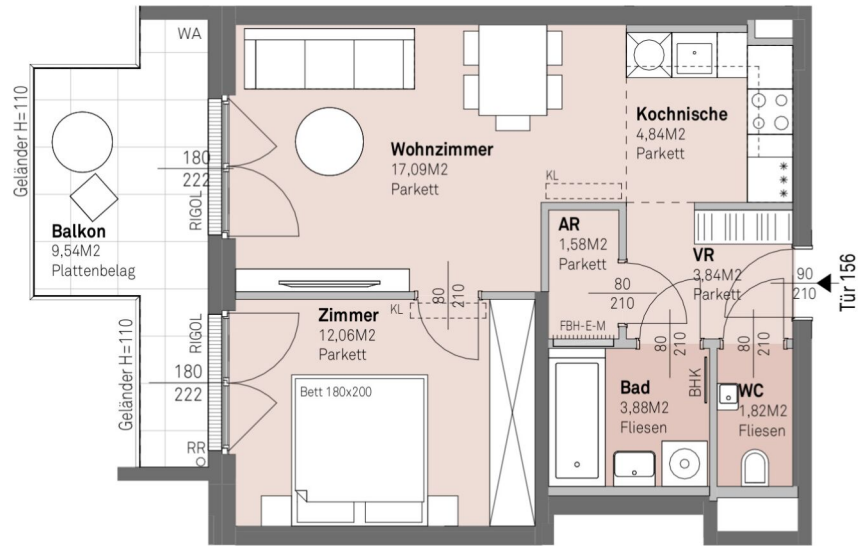 WA
Geländer H=110
180
222
RIGOL
Balkon
9,54M2
Plattenbelag
Wohnzimmer
17,09M2
Parkett
Kochnische
4,84M2
Parkett
KL
AR
1,58M2
Parkett
FBH-E-M
80
210
VR
3,84M2
Parkett
90
210
Tür 156
80
210
KL
Zimmer
12,06M2
Parkett
Bett 180x200
RIGOL
180
222
Geländer H=110
RR
80
210
80
210
Bad
3,88M2
Fliesen
BHK
WC
1,82M2
Fliesen